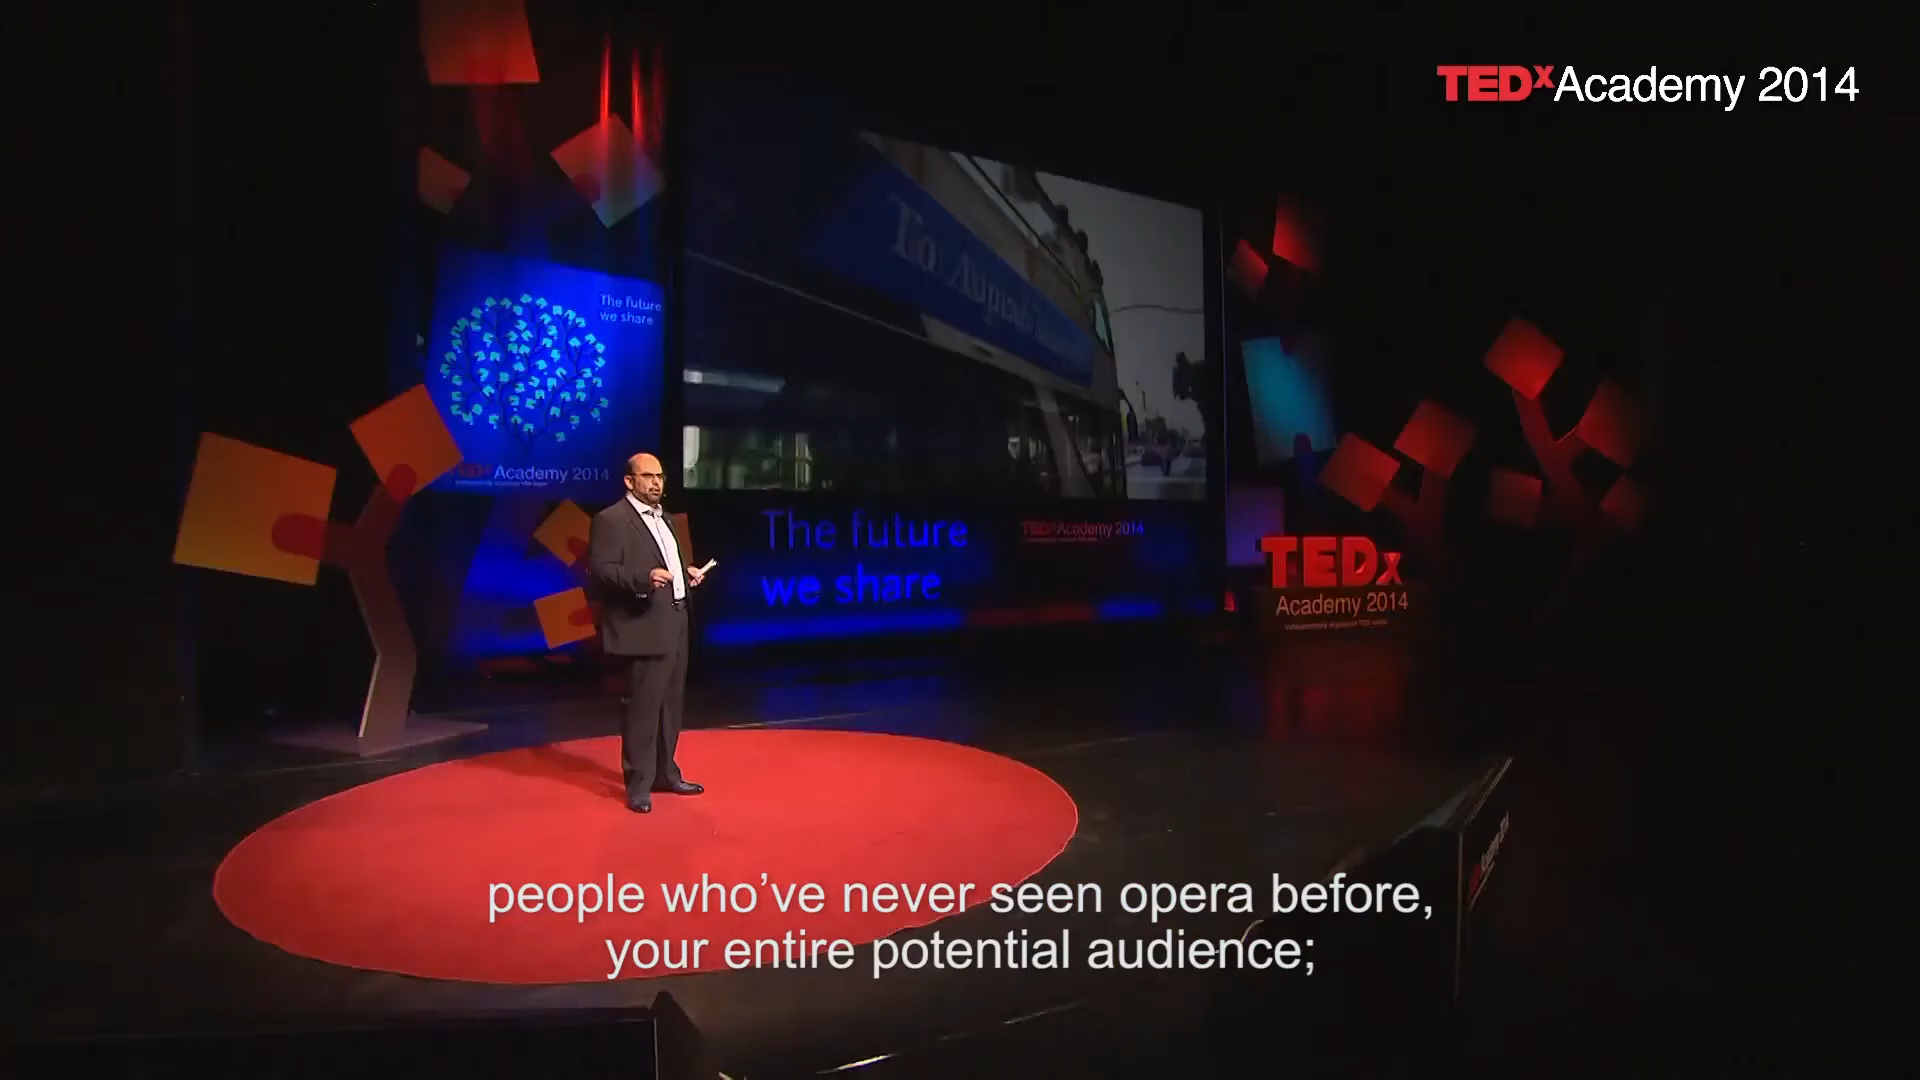 TEDxAcademy 2014
The future
we share
TEDxAcademy 2014
The future
we share
TEDxAcademy 2014
TEDx
Academy 2014
people who’ve never seen opera before,
your entire potential audience;